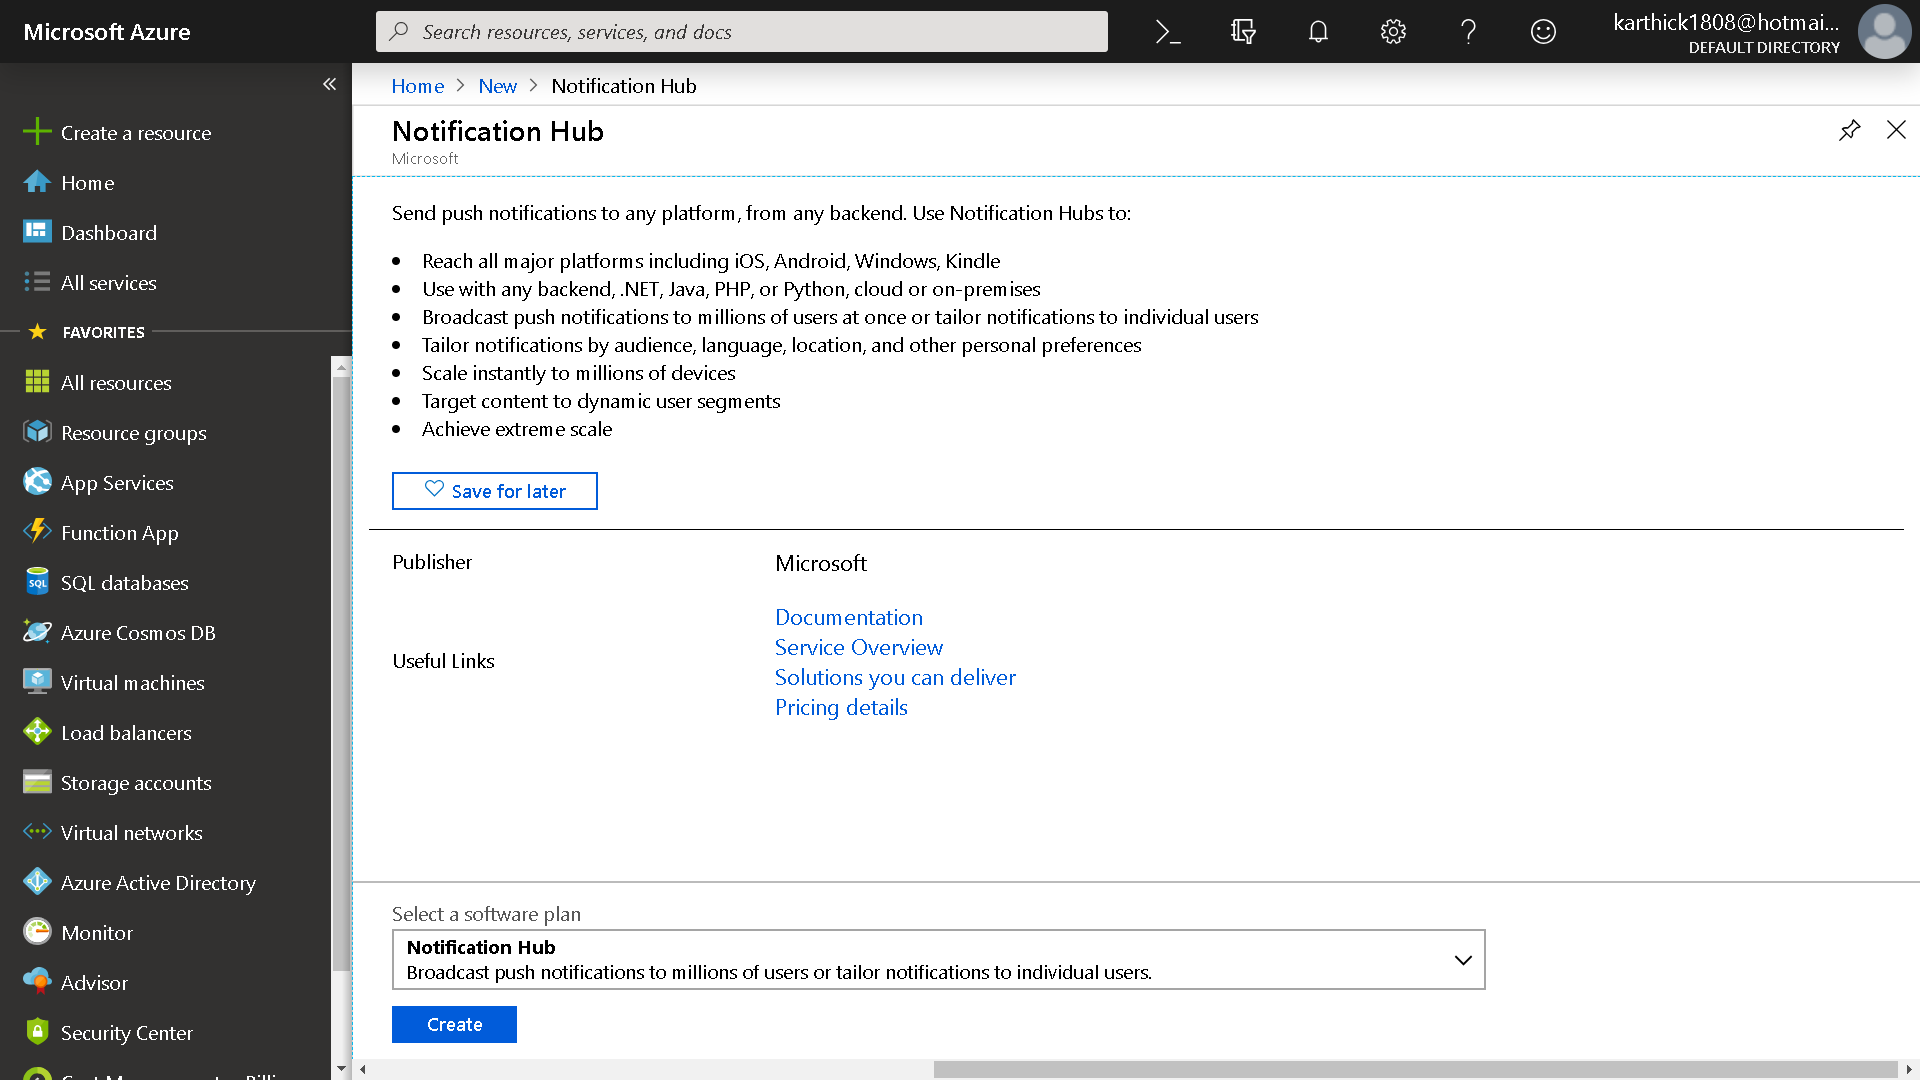 Microsoft Azure
Search resources, services, and docs
karthick1808@hotmai...
DEFAULT DIRECTORY
Create a resource
Home
Dashboard
All services
FAVORITES
All resources
Resource groups
App Services
Function App
SQL databases
Azure Cosmos DB
Virtual machines
Load balancers
Storage accounts
Virtual networks
Azure Active Directory
Monitor
Advisor
Security Center
Home > New > Notification Hub
Notification Hub
Microsoft
Send push notifications to any platform, from any backend. Use Notification Hubs to:
• Reach all major platforms including iOS, Android, Windows, Kindle
• Use with any backend, .NET, Java, PHP, or Python, cloud or on-premises
• Broadcast push notifications to millions of users at once or tailor notifications to individual users
• Tailor notifications by audience, language, location, and other personal preferences
• Scale instantly to millions of devices
• Target content to dynamic user segments
• Achieve extreme scale
Save for later
Publisher
Microsoft
Useful Links
Documentation
Service Overview
Solutions you can deliver
Pricing details
Select a software plan
Notification Hub
Broadcast push notifications to millions of users or tailor notifications to individual users.
Create